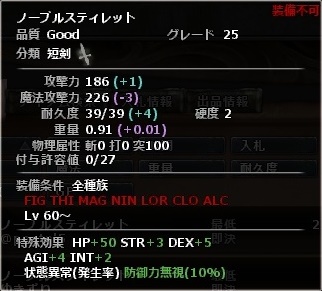 ノーブルスティレット
装備不可
品質 Good グレード 25
分類 短剣
攻撃力 186 (+1)
魔法攻撃力 226 (-3)
耐久度 39/39 (+4) 硬度 2
重量 0.91 (+0.01)
物理属性 斬0 打0 突100
付与許容値 0/27
装備条件 全種族
FIG THI MAG NIN LOR CLO ALC
Lv 60～
特殊効果 HP+50 STR+3 DEX+5
AGI+4 INT+2
状態異常(発生率) 防御力無視(10%)